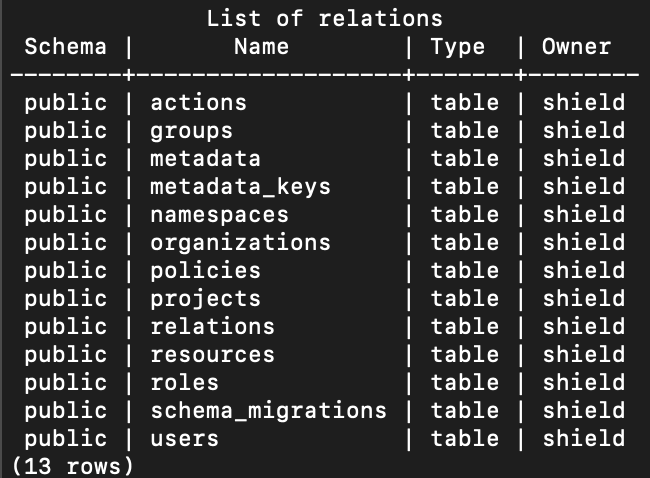 List of relations
 Schema |       Name        | Type  | Owner
--------+-------------------+-------+--------
 public | actions           | table | shield
 public | groups            | table | shield
 public | metadata          | table | shield
 public | metadata_keys     | table | shield
 public | namespaces        | table | shield
 public | organizations     | table | shield
 public | policies          | table | shield
 public | projects          | table | shield
 public | relations         | table | shield
 public | resources         | table | shield
 public | roles             | table | shield
 public | schema_migrations | table | shield
 public | users             | table | shield
(13 rows)